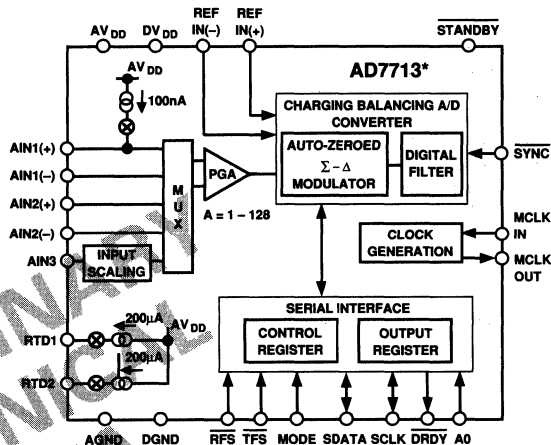 REF REF
AV DD DV DD IN(-) IN(+) STANDBY
AV DD
AD7713*
100nA
CHARGING BALANCING A/D
CONVERTER
AIN1(+)
AIN1(-)
AIN2(+)
AIN2(-)
AIN3
MUX
PGA
A = 1 – 128
AUTO-ZEROED
Σ – Δ
MODULATOR
DIGITAL
FILTER
SYNC
INPUT
SCALING
CLOCK
GENERATION
MCLK
IN
MCLK
OUT
SERIAL INTERFACE
CONTROL
REGISTER
OUTPUT
REGISTER
200µA
AV DD
RTD1
200µA
RTD2
AGND DGND RFS TFS MODE SDATA SCLK DRDY A0